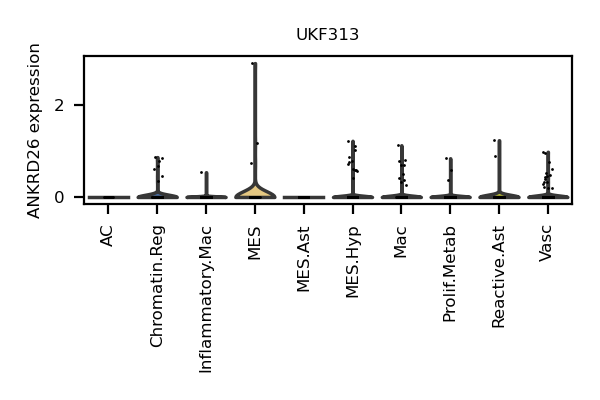 UKF313
ANKRD26 expression
2
0
AC
Chromatin.Reg
Inflammatory.Mac
MES
MES.Ast
MES.Hyp
Mac
Prolif.Metab
Reactive.Ast
Vasc